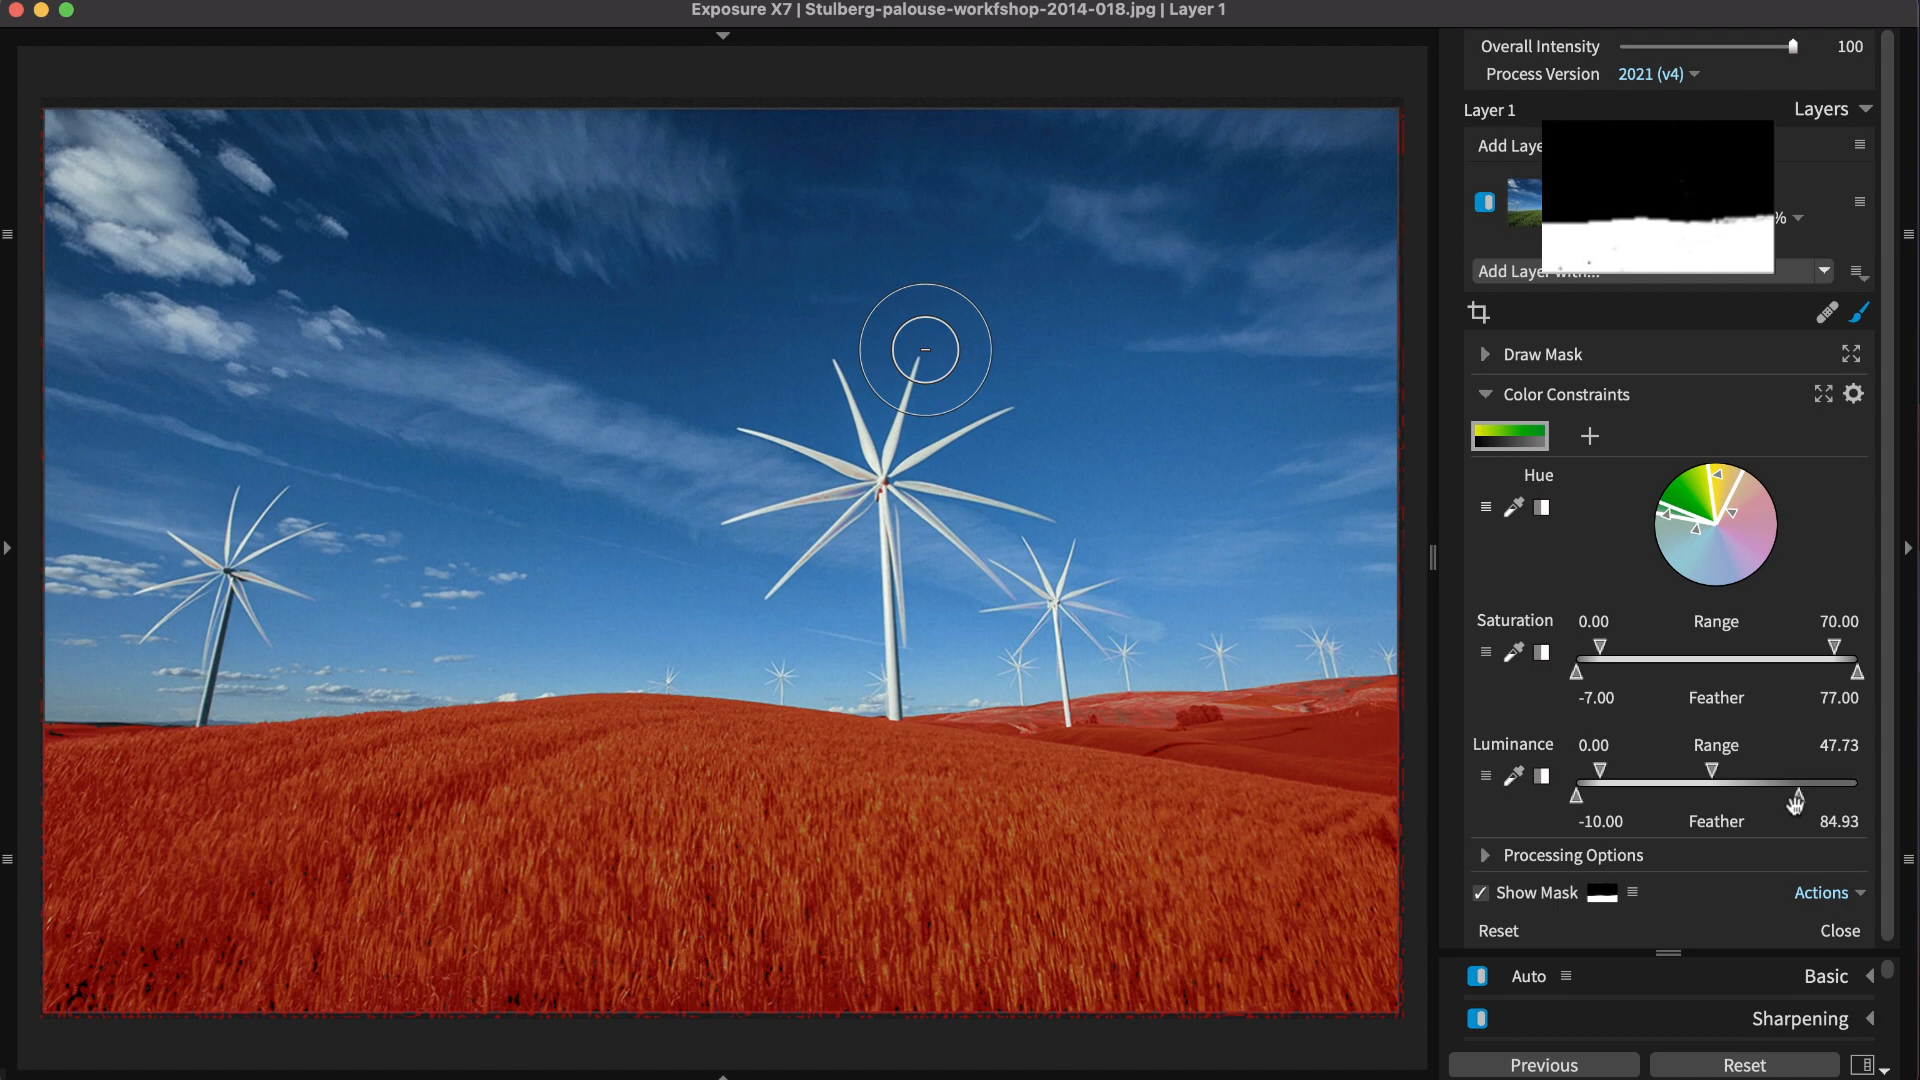 Exposure X7 | Stulberg-palouse-workfshop-2014-018.jpg | Layer 1
Overall Intensity 100
Process Version 2021 (v4)
Layer 1 Layers
Add Laye
%
Add Layer with...
Draw Mask
Color Constraints
Hue
Saturation 0.00 Range 70.00
-7.00 Feather 77.00
Luminance 0.00 Range 47.73
-10.00 Feather 84.93
Processing Options
Show Mask Actions
Reset Close
Auto Basic
Sharpening
Previous Reset